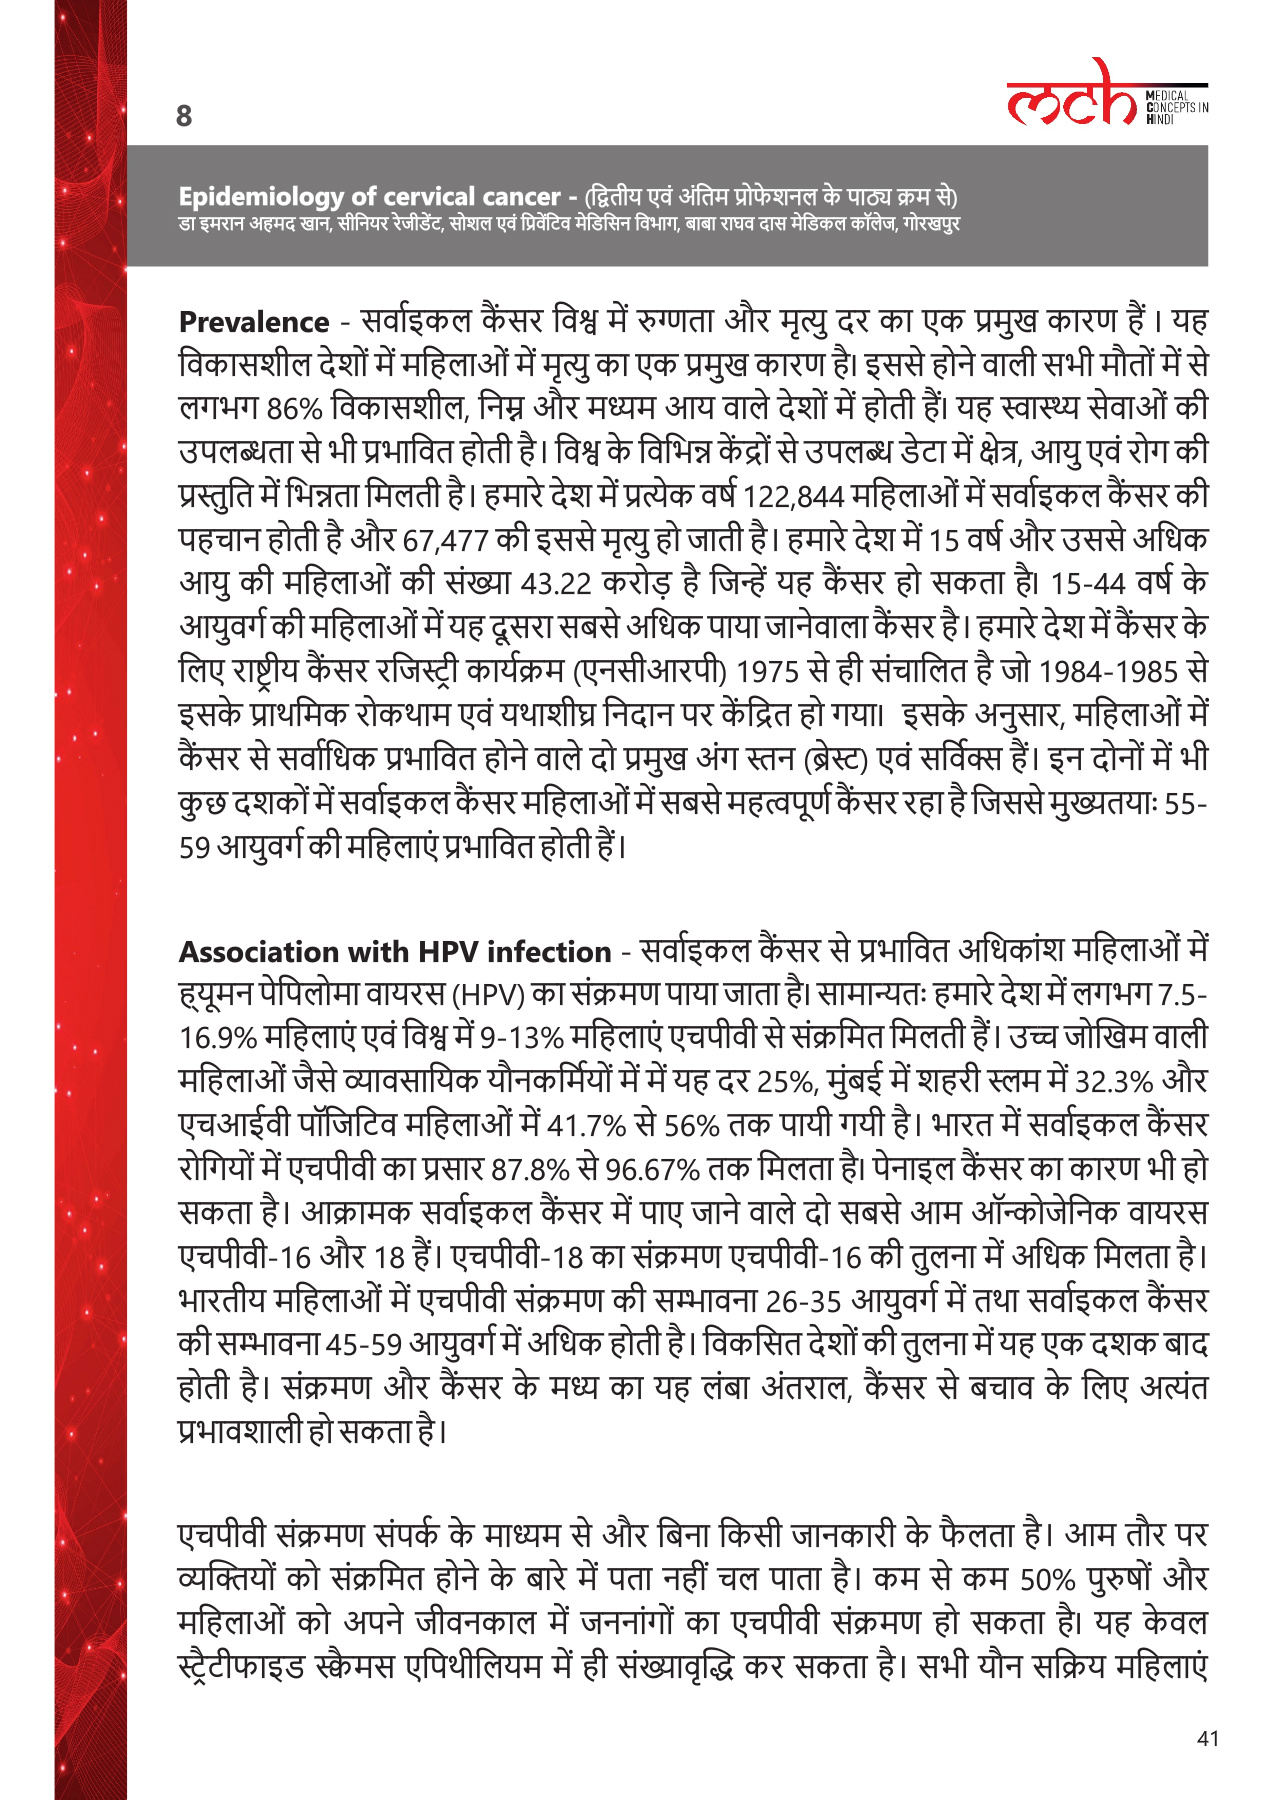 8
mch
MEDICAL
CONCEPTS IN
HINDI
Epidemiology of cervical cancer - (द्वितीय एवं अंतिम प्रोफेशनल के पाठ्य क्रम से)
डा इमरान अहमद खान, सीनियर रेजीडेंट, सोशल एवं प्रिवेंटिव मेडिसिन विभाग, बाबा राघव दास मेडिकल कॉलेज, गोरखपुर
Prevalence - सर्वाइकल कैंसर विश्व में रुग्णता और मृत्यु दर का एक प्रमुख कारण हैं । यह
विकासशील देशों में महिलाओं में मृत्यु का एक प्रमुख कारण है। इससे होने वाली सभी मौतों में से
लगभग 86% विकासशील, निम्न और मध्यम आय वाले देशों में होती हैं। यह स्वास्थ्य सेवाओं की
उपलब्धता से भी प्रभावित होती है। विश्व के विभिन्न केंद्रों से उपलब्ध डेटा में क्षेत्र, आयु एवं रोग की
प्रस्तुति में भिन्नता मिलती है। हमारे देश में प्रत्येक वर्ष 122,844 महिलाओं में सर्वाइकल कैंसर की
पहचान होती है और 67,477 की इससे मृत्यु हो जाती है। हमारे देश में 15 वर्ष और उससे अधिक
आयु की महिलाओं की संख्या 43.22 करोड़ है जिन्हें यह कैंसर हो सकता है। 15-44 वर्ष के
आयुवर्ग की महिलाओं में यह दूसरा सबसे अधिक पाया जानेवाला कैंसर है। हमारे देश में कैंसर के
लिए राष्ट्रीय कैंसर रजिस्ट्री कार्यक्रम (एनसीआरपी) 1975 से ही संचालित है जो 1984-1985 से
इसके प्राथमिक रोकथाम एवं यथाशीघ्र निदान पर केंद्रित हो गया। इसके अनुसार, महिलाओं में
कैंसर से सर्वाधिक प्रभावित होने वाले दो प्रमुख अंग स्तन (ब्रेस्ट) एवं सर्विक्स हैं। इन दोनों में भी
कुछ दशकों में सर्वाइकल कैंसर महिलाओं में सबसे महत्वपूर्ण कैंसर रहा है जिससे मुख्यतयाः 55-
59 आयुवर्ग की महिलाएं प्रभावित होती हैं।
Association with HPV infection - सर्वाइकल कैंसर से प्रभावित अधिकांश महिलाओं में
ह्यूमन पेपिलोमा वायरस (HPV) का संक्रमण पाया जाता है। सामान्यतः हमारे देश में लगभग 7.5-
16.9% महिलाएं एवं विश्व में 9-13% महिलाएं एचपीवी से संक्रमित मिलती हैं। उच्च जोखिम वाली
महिलाओं जैसे व्यावसायिक यौनकर्मियों में में यह दर 25%, मुंबई में शहरी स्लम में 32.3% और
एचआईवी पॉजिटिव महिलाओं में 41.7% से 56% तक पायी गयी है। भारत में सर्वाइकल कैंसर
रोगियों में एचपीवी का प्रसार 87.8% से 96.67% तक मिलता है। पेनाइल कैंसर का कारण भी हो
सकता है। आक्रामक सर्वाइकल कैंसर में पाए जाने वाले दो सबसे आम ऑन्कोजेनिक वायरस
एचपीवी-16 और 18 हैं। एचपीवी-18 का संक्रमण एचपीवी-16 की तुलना में अधिक मिलता है।
भारतीय महिलाओं में एचपीवी संक्रमण की सम्भावना 26-35 आयुवर्ग में तथा सर्वाइकल कैंसर
की सम्भावना 45-59 आयुवर्ग में अधिक होती है। विकसित देशों की तुलना में यह एक दशक बाद
होती है। संक्रमण और कैंसर के मध्य का यह लंबा अंतराल, कैंसर से बचाव के लिए अत्यंत
प्रभावशाली हो सकता है।
एचपीवी संक्रमण संपर्क के माध्यम से और बिना किसी जानकारी के फैलता है। आम तौर पर
व्यक्तियों को संक्रमित होने के बारे में पता नहीं चल पाता है। कम से कम 50% पुरुषों और
महिलाओं को अपने जीवनकाल में जननांगों का एचपीवी संक्रमण हो सकता है। यह केवल
स्ट्रैटीफाइड स्क्वैमस एपिथीलियम में ही संख्यावृद्धि कर सकता है। सभी यौन सक्रिय महिलाएं
41